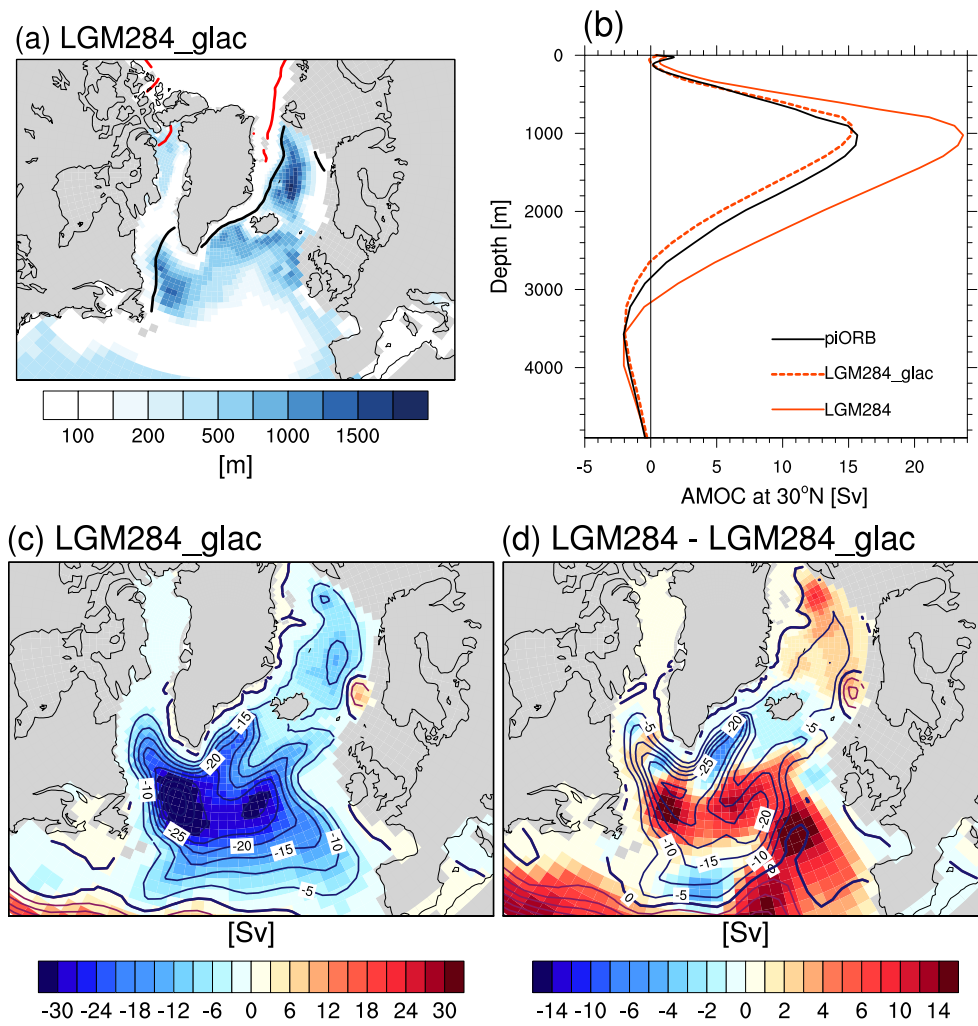 (a) LGM284_glac
100 200 500 1000 1500
[m]
(b)
0
1000
2000
3000
4000
Depth [m]
piORB
LGM284_glac
LGM284
-5 0 5 10 15 20
AMOC at 30°N [Sv]
(c) LGM284_glac
-15
-20
-10
-25
-20
-10
-5
[Sv]
-30 -24 -18 -12 -6 0 6 12 18 24 30
(d) LGM284 - LGM284_glac
-5
-20
-5
-25
-20
-10
-15
-10
-5
0
[Sv]
-14 -10 -6 -4 -2 0 2 4 6 10 14